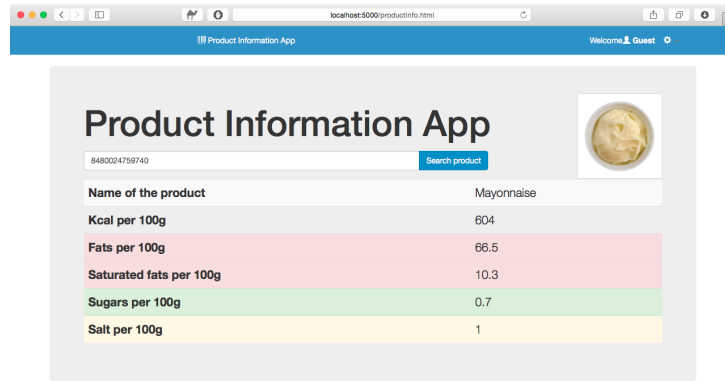 localhost:5000/productInfo.html
Product Information App
Welcome Guest
Product Information App
8480024759740 Search product
Name of the product Mayonnaise
Kcal per 100g 604
Fats per 100g 66.5
Saturated fats per 100g 10.3
Sugars per 100g 0.7
Salt per 100g 1